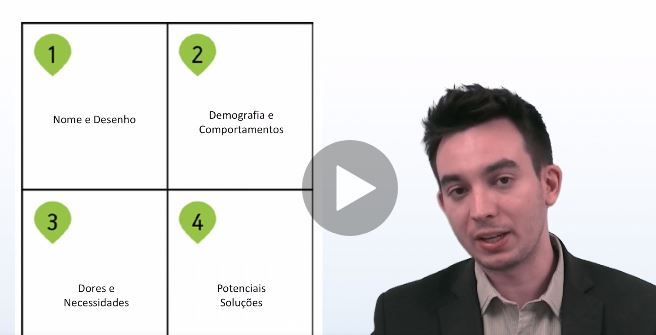 1
2
Nome e Desenho
Demografia e
Comportamentos
3
4
Dores e
Necessidades
Potenciais
Soluções